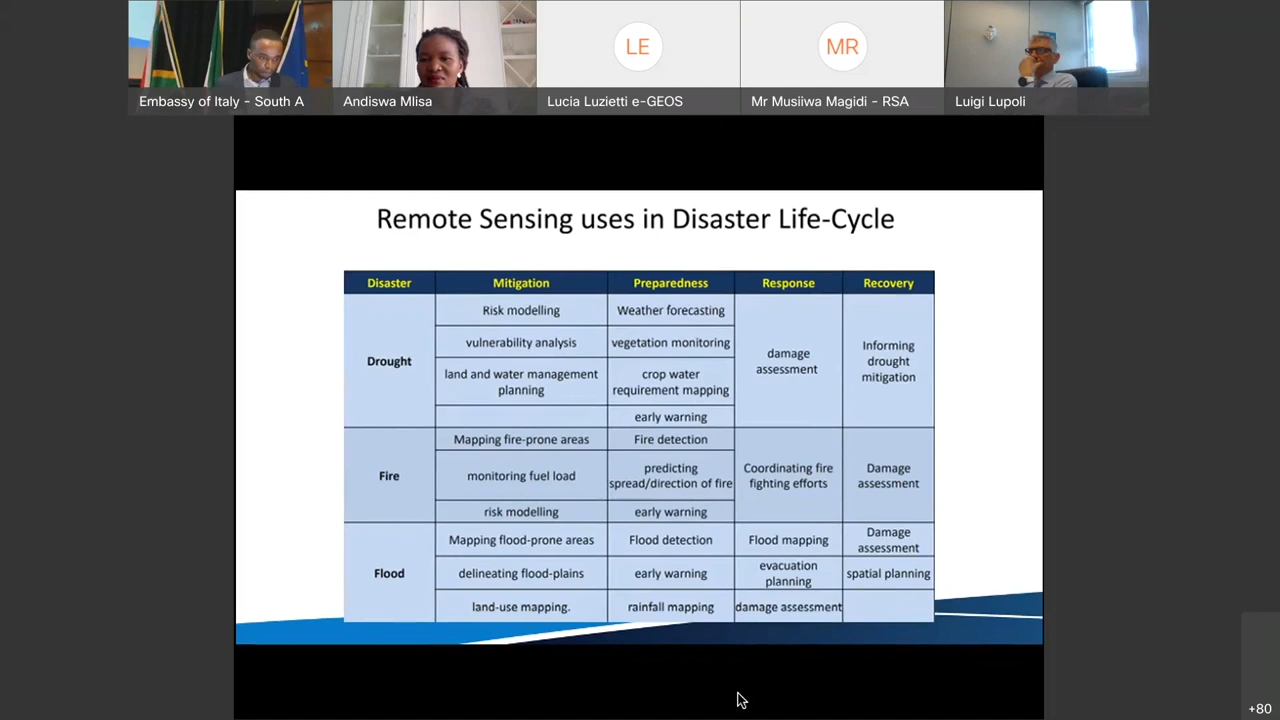 LE
MR
Embassy of Italy - South A
Andiswa Mlisa
Lucia Luzietti e-GEOS
Mr Musiiwa Magidi - RSA
Luigi Lupoli
Remote Sensing uses in Disaster Life-Cycle
Disaster
Mitigation
Preparedness
Response
Recovery
Drought
Risk modelling
Weather forecasting
damage
assessment
Informing
drought
mitigation
vulnerability analysis
vegetation monitoring
land and water management
planning
crop water
requirement mapping
early warning
Fire
Mapping fire-prone areas
Fire detection
Coordinating fire
fighting efforts
Damage
assessment
monitoring fuel load
predicting
spread/direction of fire
risk modelling
early warning
Flood
Mapping flood-prone areas
Flood detection
Flood mapping
Damage
assessment
delineating flood-plains
early warning
evacuation
planning
spatial planning
land-use mapping.
rainfall mapping
damage assessment
+80